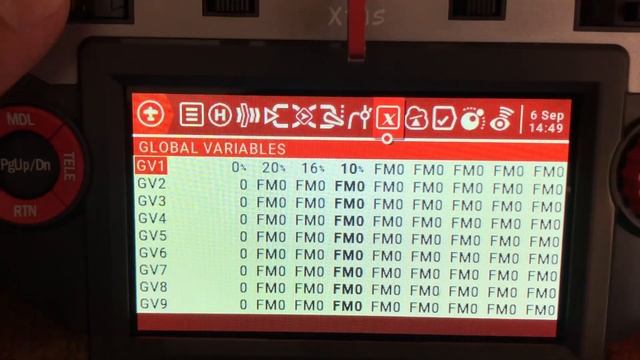 X10s
MDL
PgUp/Dn
TELE
RTN
6 Sep
14:49
GLOBAL VARIABLES
GV1 0% 20% 16% 10% FM0 FM0 FM0 FM0 FM0
GV2 0 FM0 FM0 FM0 FM0 FM0 FM0 FM0 FM0
GV3 0 FM0 FM0 FM0 FM0 FM0 FM0 FM0 FM0
GV4 0 FM0 FM0 FM0 FM0 FM0 FM0 FM0 FM0
GV5 0 FM0 FM0 FM0 FM0 FM0 FM0 FM0 FM0
GV6 0 FM0 FM0 FM0 FM0 FM0 FM0 FM0 FM0
GV7 0 FM0 FM0 FM0 FM0 FM0 FM0 FM0 FM0
GV8 0 FM0 FM0 FM0 FM0 FM0 FM0 FM0 FM0
GV9 0 FM0 FM0 FM0 FM0 FM0 FM0 FM0 FM0